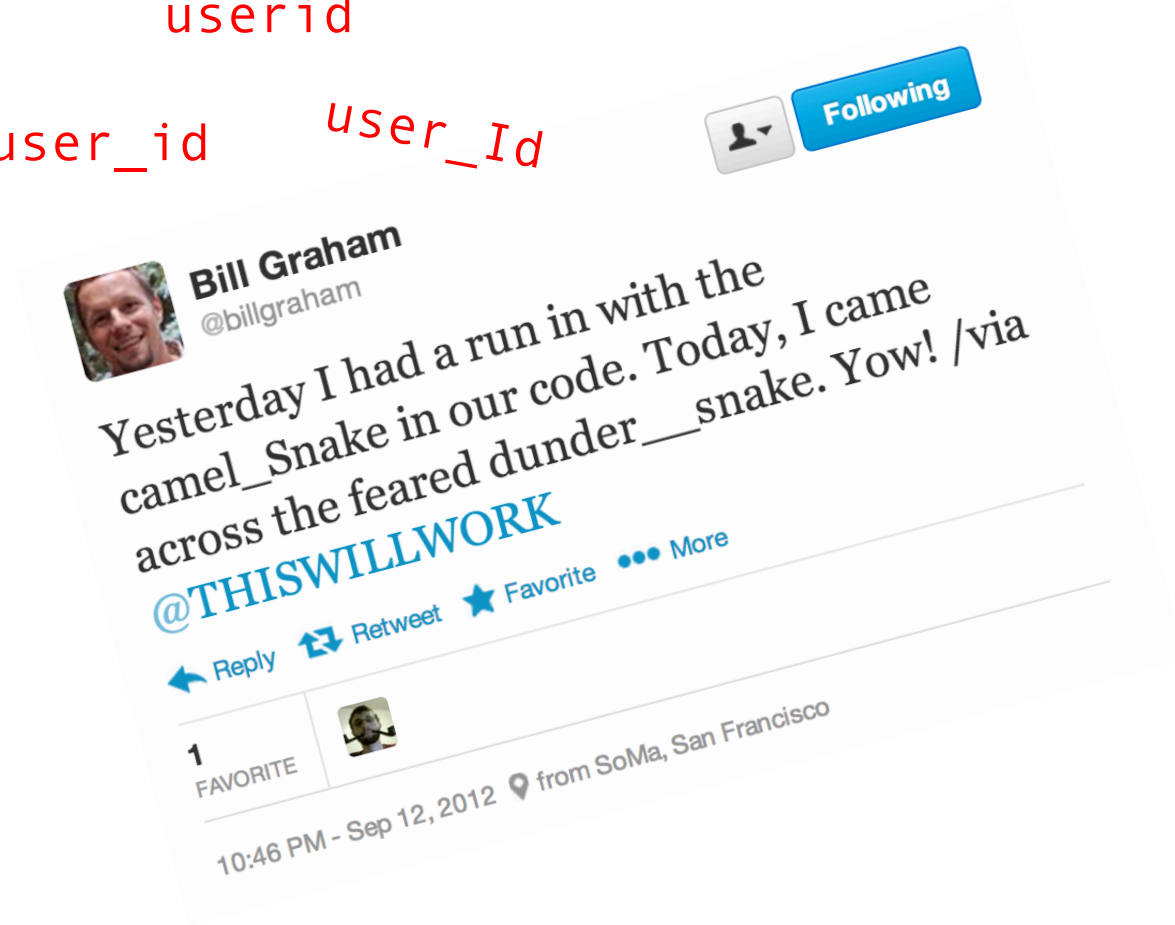 userid
user_id
user_Id
Following
Bill Graham
@billgraham
Yesterday I had a run in with the
camel_Snake in our code. Today, I came
across the feared dunder__snake. Yow! /via
@THISWILLWORK
Reply Retweet Favorite More
1
FAVORITE
10:46 PM - Sep 12, 2012 from SoMa, San Francisco